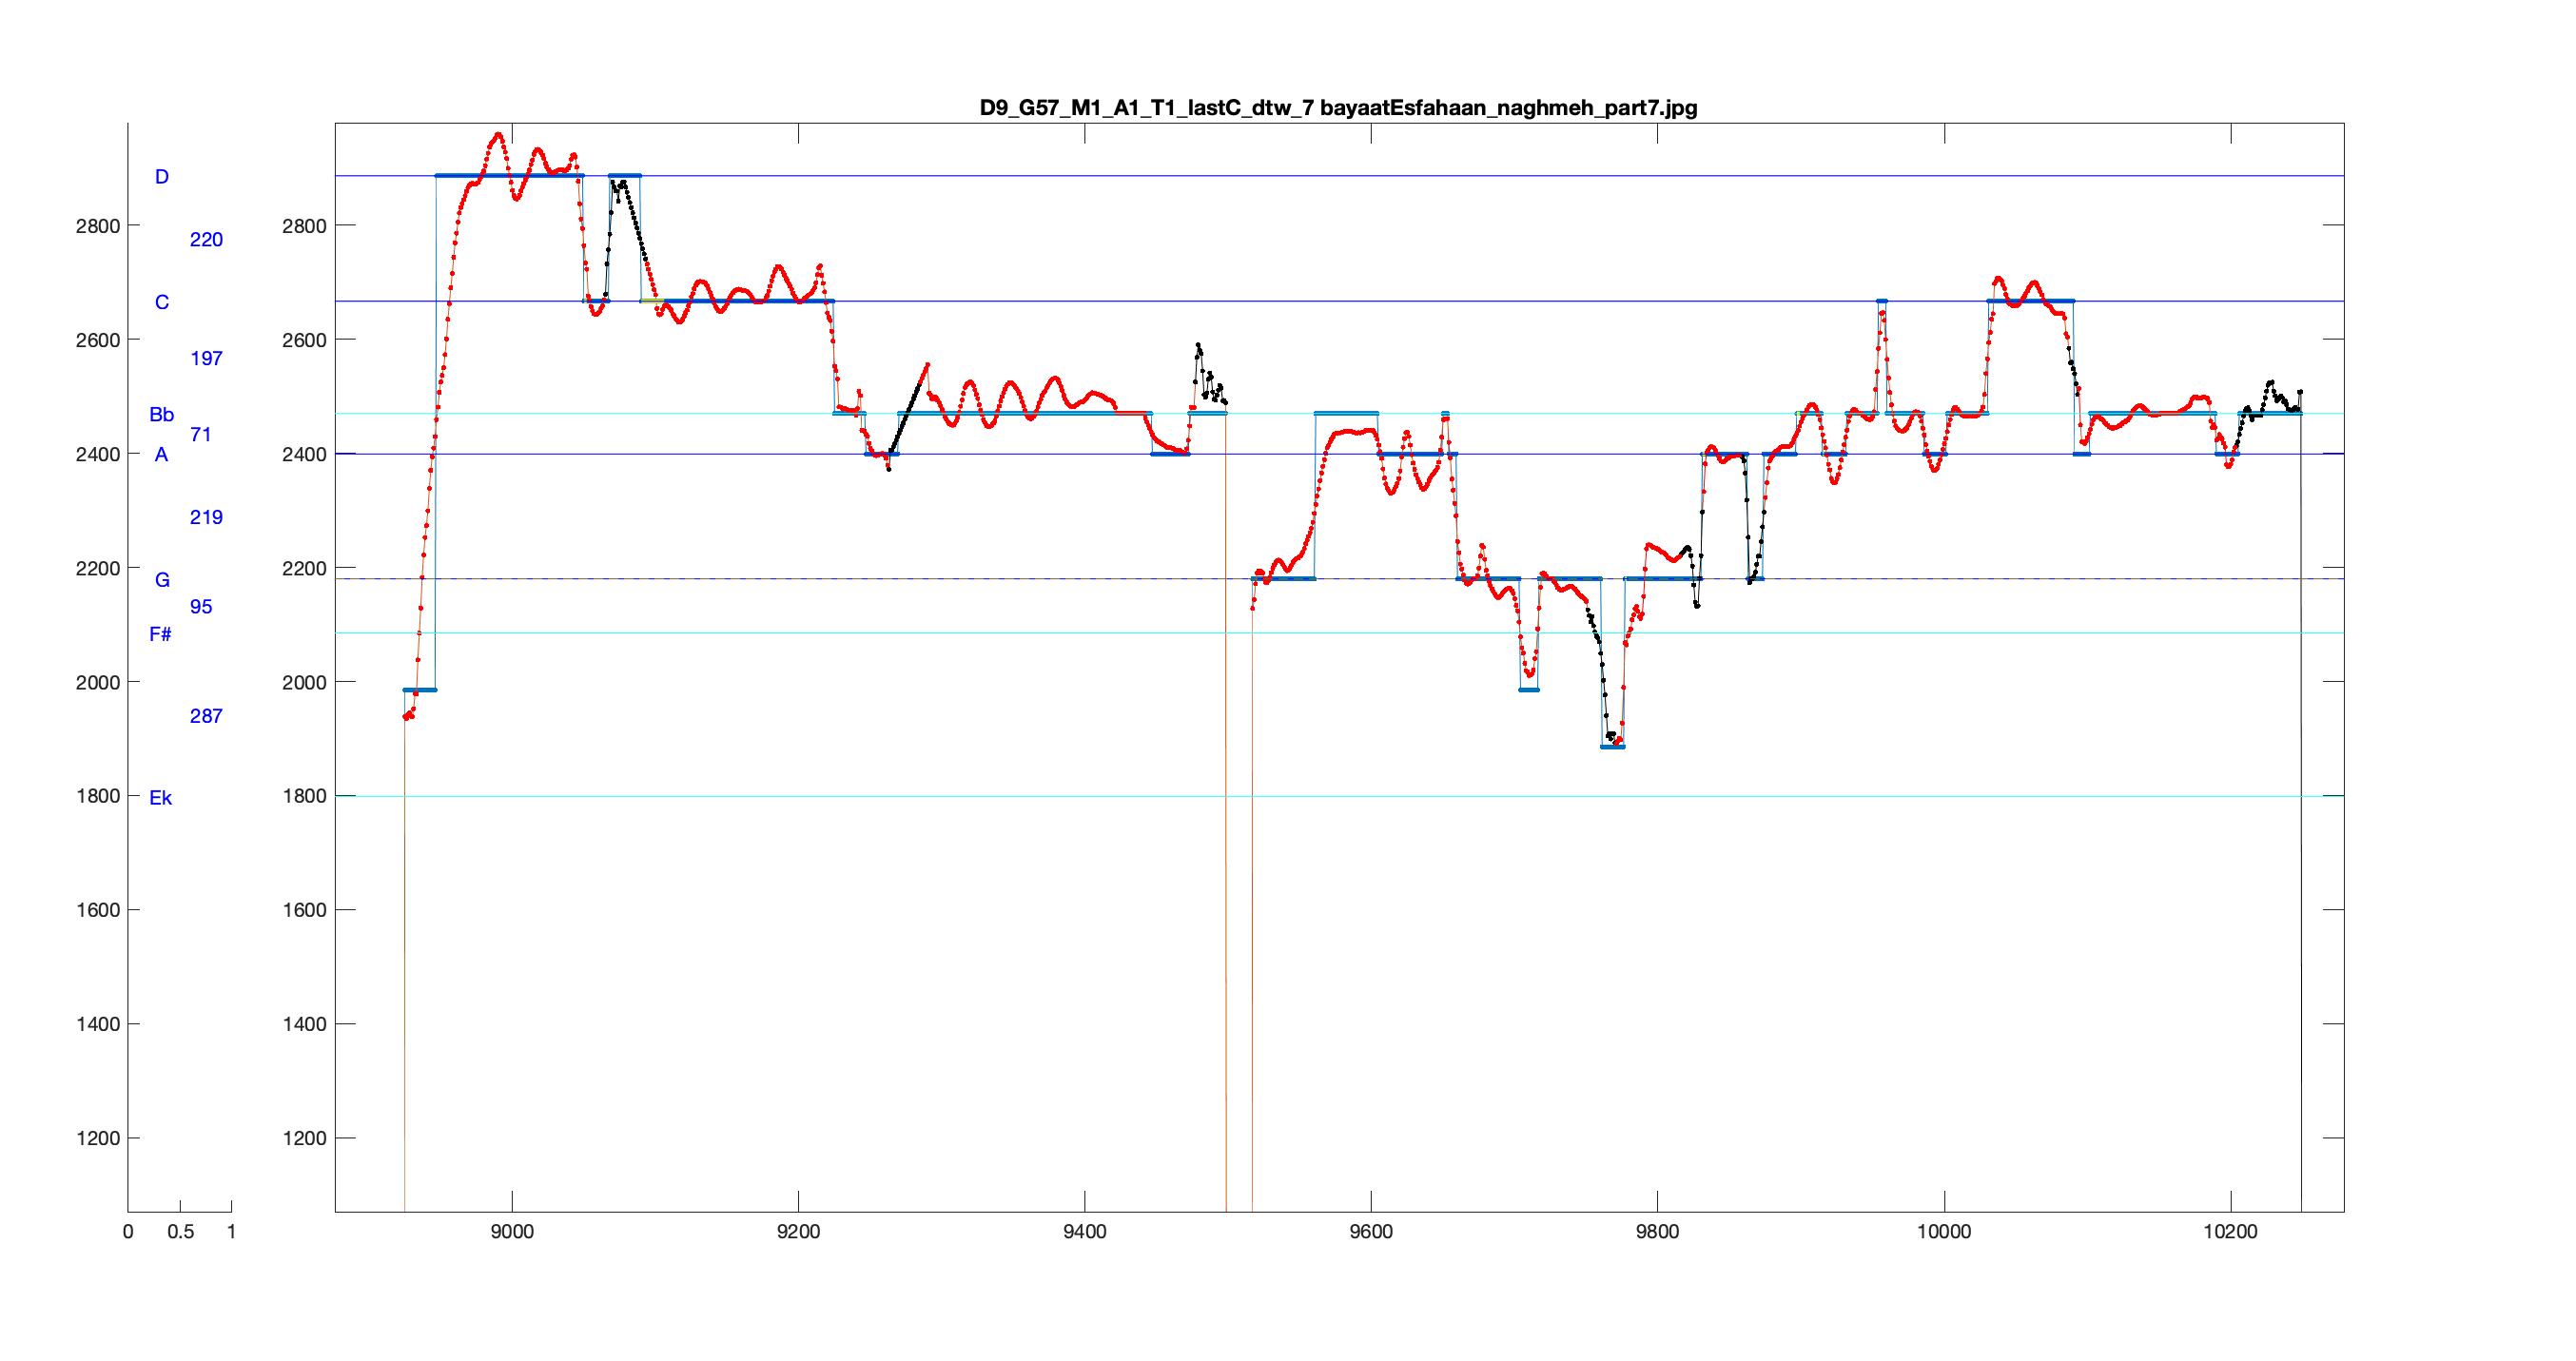 D9_G57_M1_A1_T1_lastC_dtw_7 bayaatEsfahaan_naghmeh_part7.jpg
D
2800 2800
220
C
2600 2600
197
Bb
71
2400 A 2400
219
2200 2200
G
95
F#
2000 2000
287
1800 Ek 1800
1600 1600
1400 1400
1200 1200
0 0.5 1 9000 9200 9400 9600 9800 10000 10200